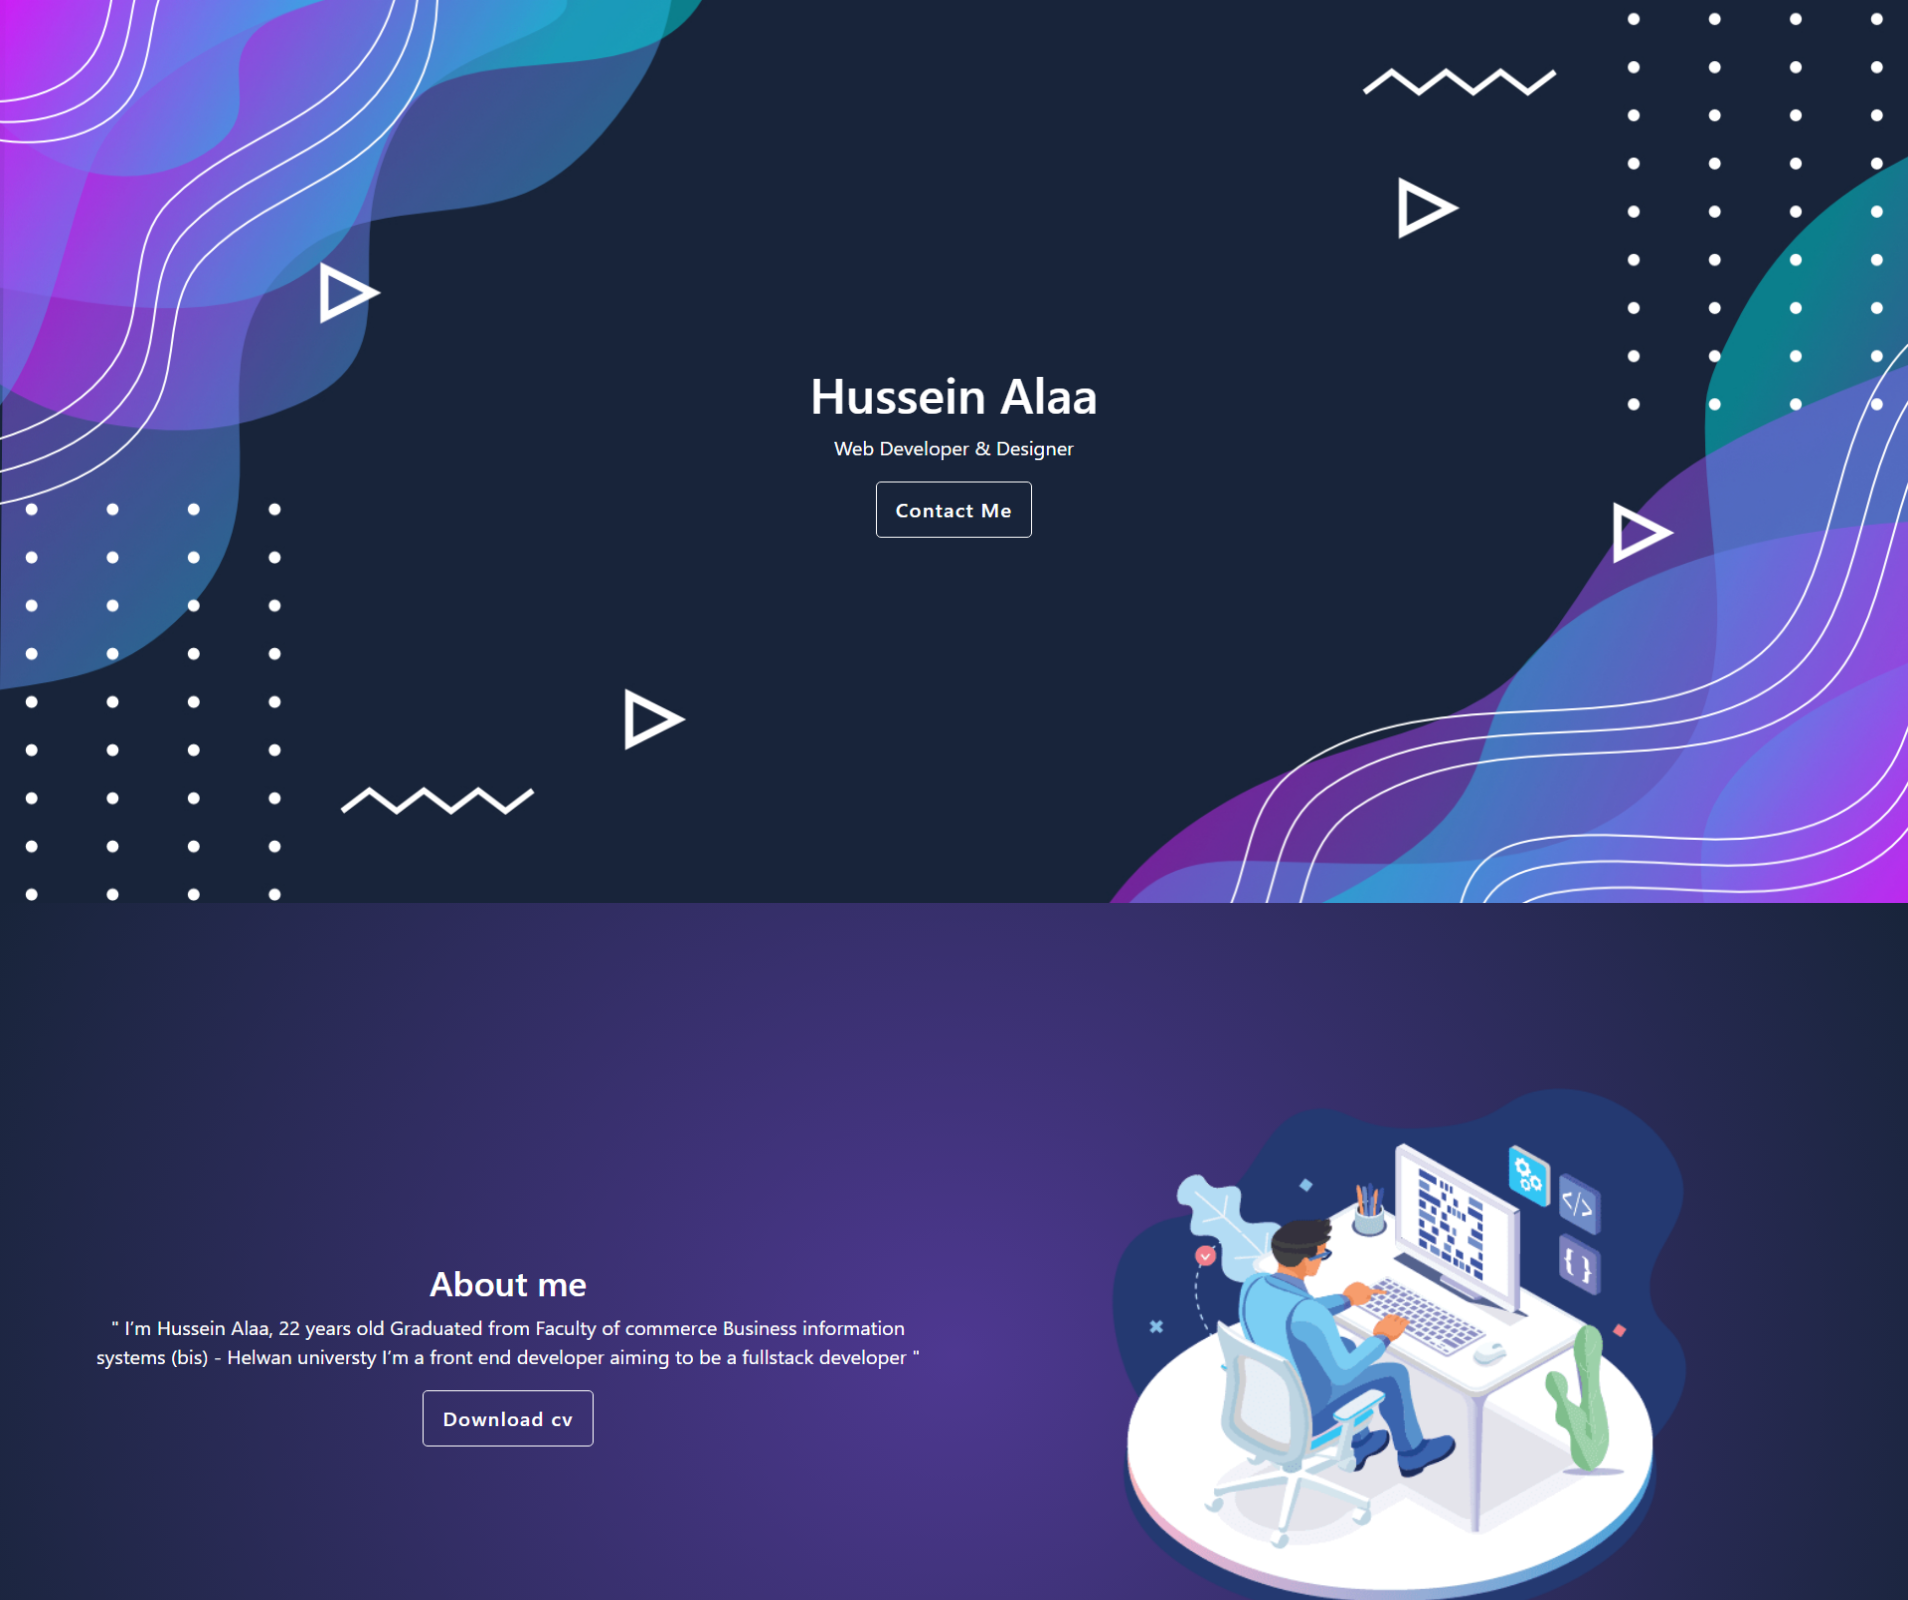 Hussein Alaa
Web Developer & Designer
Contact Me
</>
{ }
About me
" I'm Hussein Alaa, 22 years old Graduated from Faculty of commerce Business information
systems (bis) - Helwan universty I'm a front end developer aiming to be a fullstack developer "
Download cv